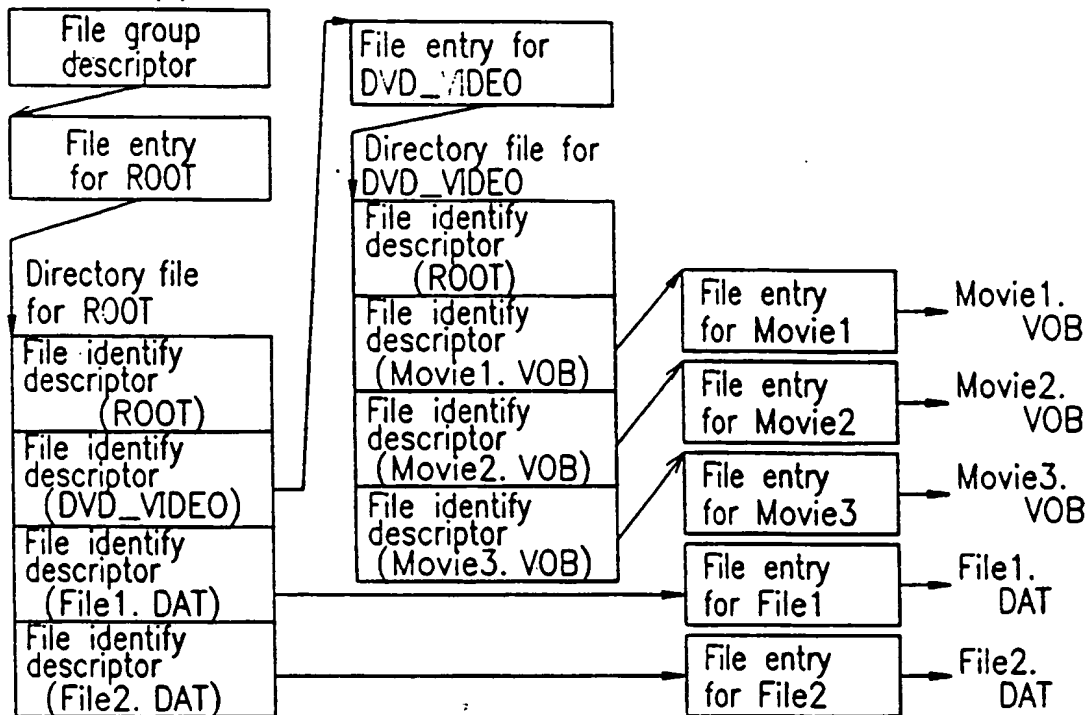 File group
descriptor
File entry
for ROOT
Directory file
for ROOT
File identify
descriptor
(ROOT)
File identify
descriptor
(DVD_VIDEO)
File identify
descriptor
(File1. DAT)
File identify
descriptor
(File2. DAT)
File entry for
DVD_VIDEO
Directory file for
DVD_VIDEO
File identify
descriptor
(ROOT)
File identify
descriptor
(Movie1. VOB)
File identify
descriptor
(Movie2. VOB)
File identify
descriptor
(Movie3. VOB)
File entry
for Movie1
Movie1.
VOB
File entry
for Movie2
Movie2.
VOB
File entry
for Movie3
Movie3.
VOB
File entry
for File1
File1.
DAT
File entry
for File2
File2.
DAT